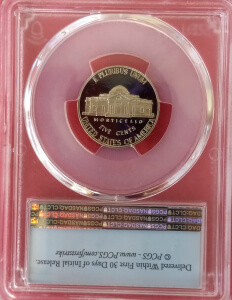 E PLURIBUS UNUM
MONTICELLO
FIVE CENTS
UNITED STATES OF AMERICA
Delivered Within First 30 Days of Initial Release.
© PCGS - www.PCGS.com/firststrike